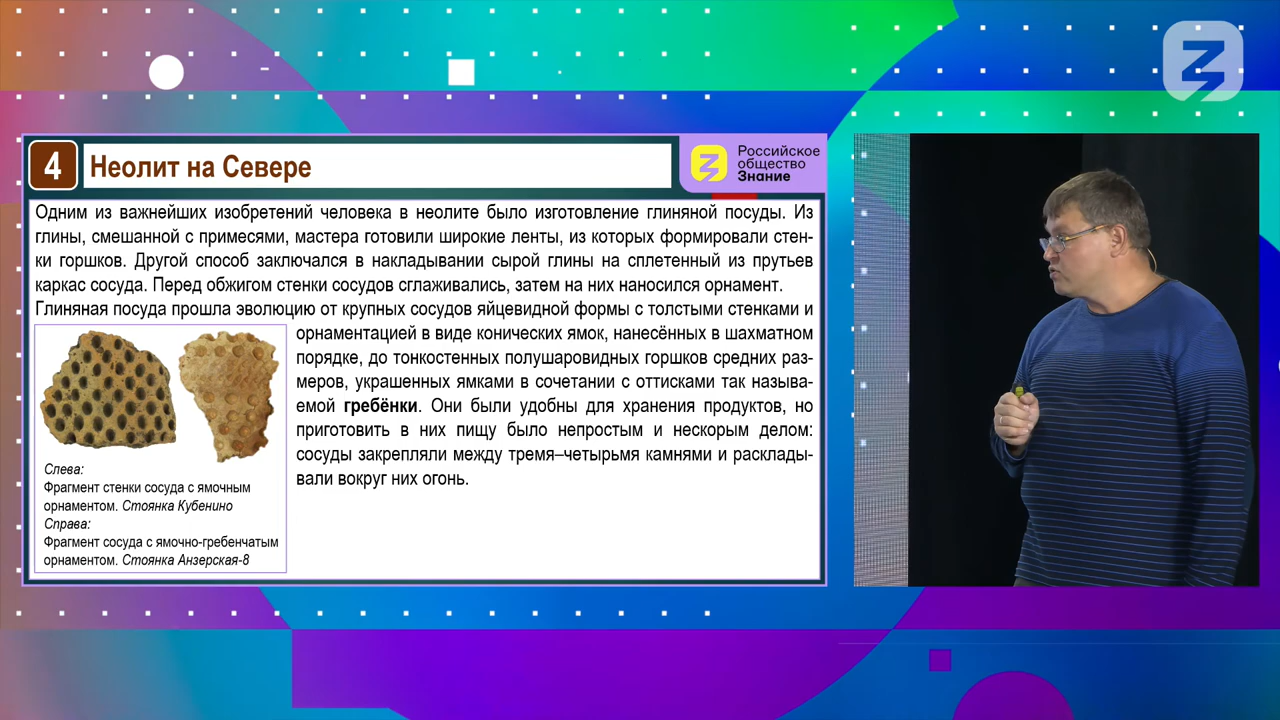 4
Неолит на Севере
Российское
общество
Знание
Одним из важнейших изобретений человека в неолите было изготовление глиняной посуды. Из
глины, смешанной с примесями, мастера готовили широкие ленты, из которых формировали стен-
ки горшков. Другой способ заключался в накладывании сырой глины на сплетенный из прутьев
каркас сосуда. Перед обжигом стенки сосудов сглаживались, затем на них наносился орнамент.
Глиняная посуда прошла эволюцию от крупных сосудов яйцевидной формы с толстыми стенками и
орнаментацией в виде конических ямок, нанесённых в шахматном
порядке, до тонкостенных полушаровидных горшков средних раз-
меров, украшенных ямками в сочетании с оттисками так называ-
емой гребёнки. Они были удобны для хранения продуктов, но
приготовить в них пищу было непростым и нескорым делом:
сосуды закрепляли между тремя–четырьмя камнями и расклады-
вали вокруг них огонь.
Слева:
Фрагмент стенки сосуда с ямочным
орнаментом. Стоянка Кубенино
Справа:
Фрагмент сосуда с ямочно-гребенчатым
орнаментом. Стоянка Анзерская-8